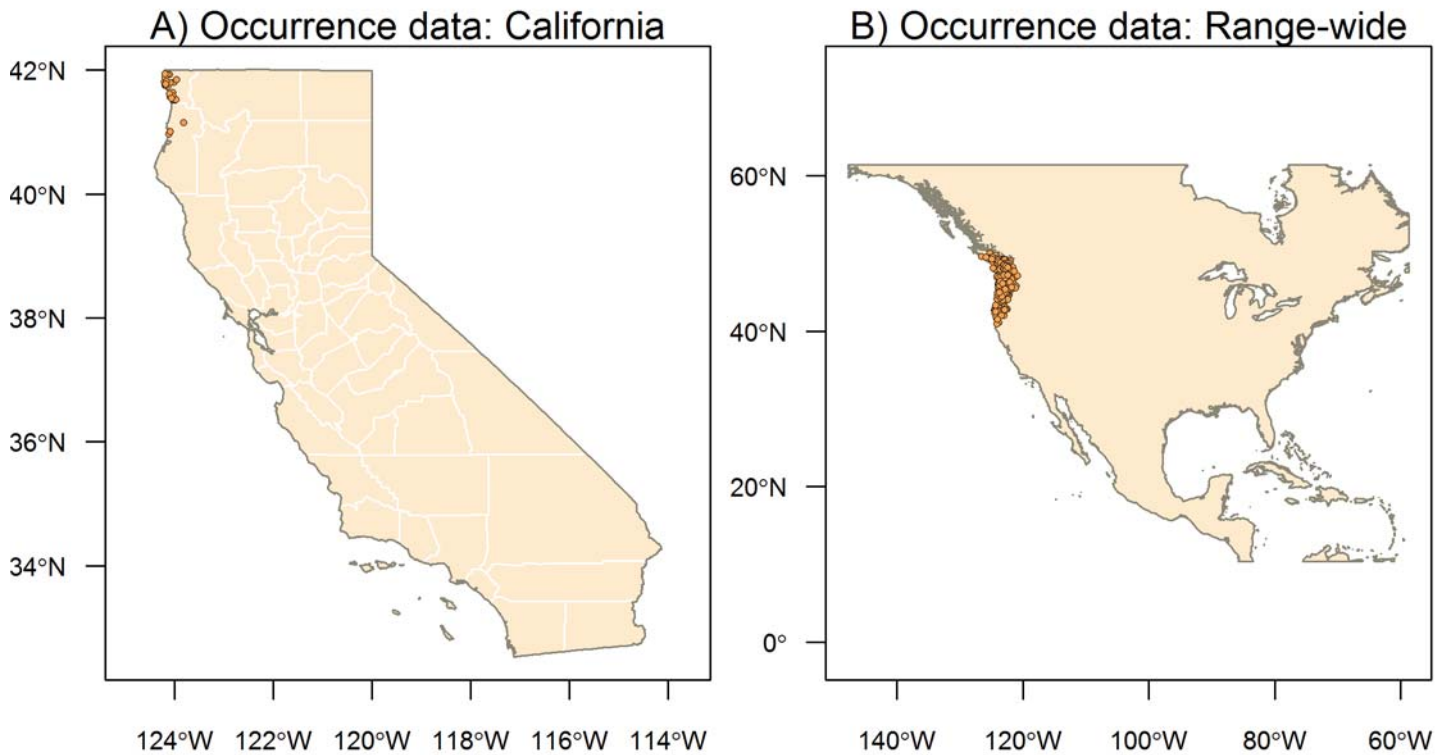 A) Occurrence data: California
42°N
40°N
38°N
36°N
34°N
124°W 122°W 120°W 118°W 116°W 114°W
B) Occurrence data: Range-wide
60°N
40°N
20°N
0°
140°W 120°W 100°W 80°W 60°W